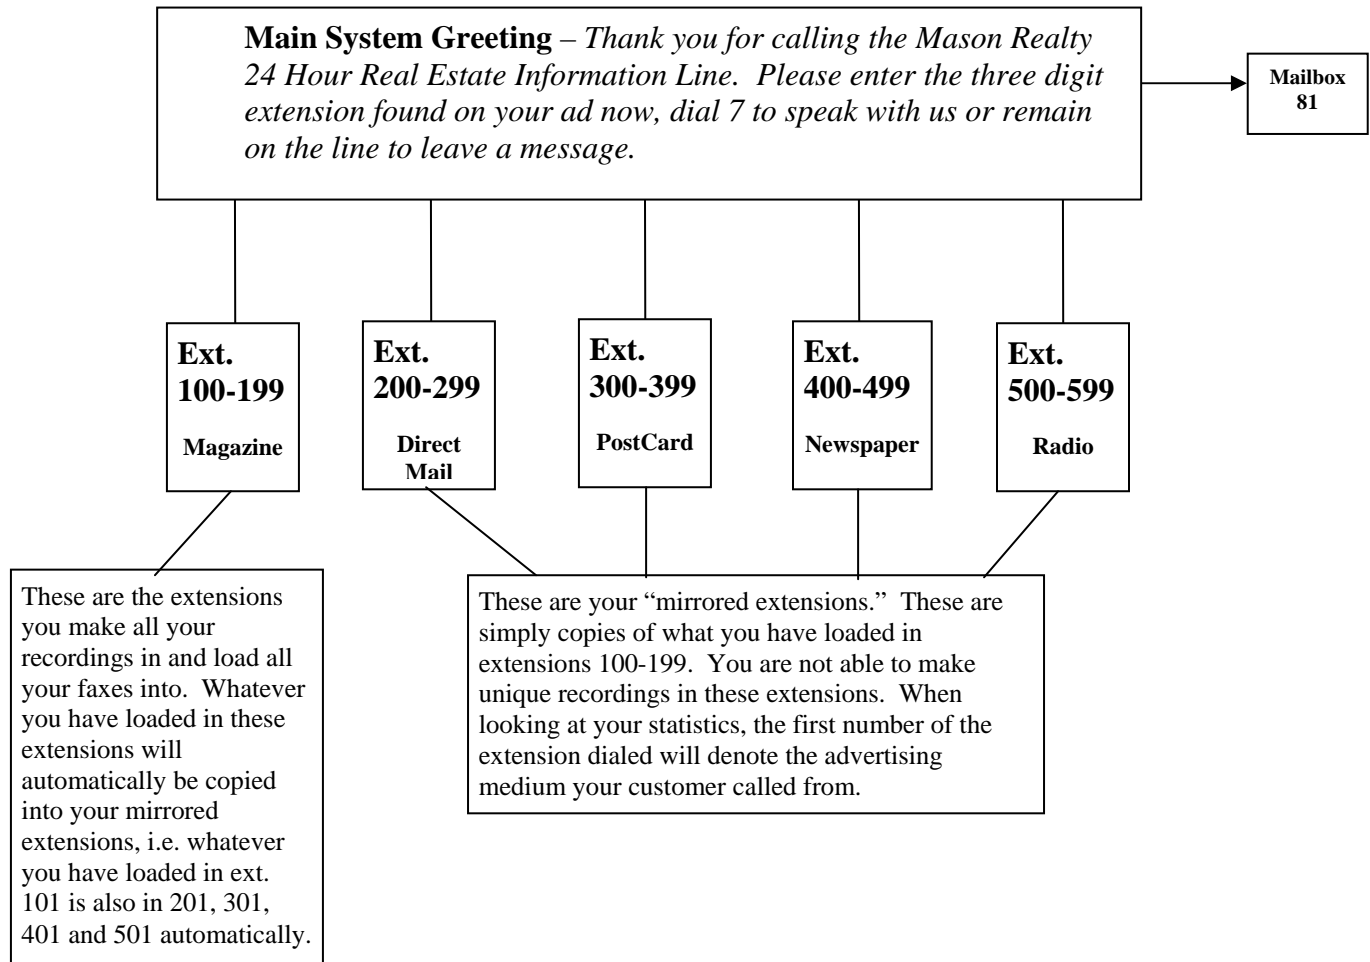 Main System Greeting – Thank you for calling the Mason Realty
24 Hour Real Estate Information Line.  Please enter the three digit
extension found on your ad now, dial 7 to speak with us or remain
on the line to leave a message.
Mailbox
81
Ext.
100-199
Magazine
Ext.
200-299
Direct
Mail
Ext.
300-399
PostCard
Ext.
400-499
Newspaper
Ext.
500-599
Radio
These are the extensions
you make all your
recordings in and load all
your faxes into.  Whatever
you have loaded in these
extensions will
automatically be copied
into your mirrored
extensions, i.e. whatever
you have loaded in ext.
101 is also in 201, 301,
401 and 501 automatically.
These are your “mirrored extensions.”  These are
simply copies of what you have loaded in
extensions 100-199.  You are not able to make
unique recordings in these extensions.  When
looking at your statistics, the first number of the
extension dialed will denote the advertising
medium your customer called from.